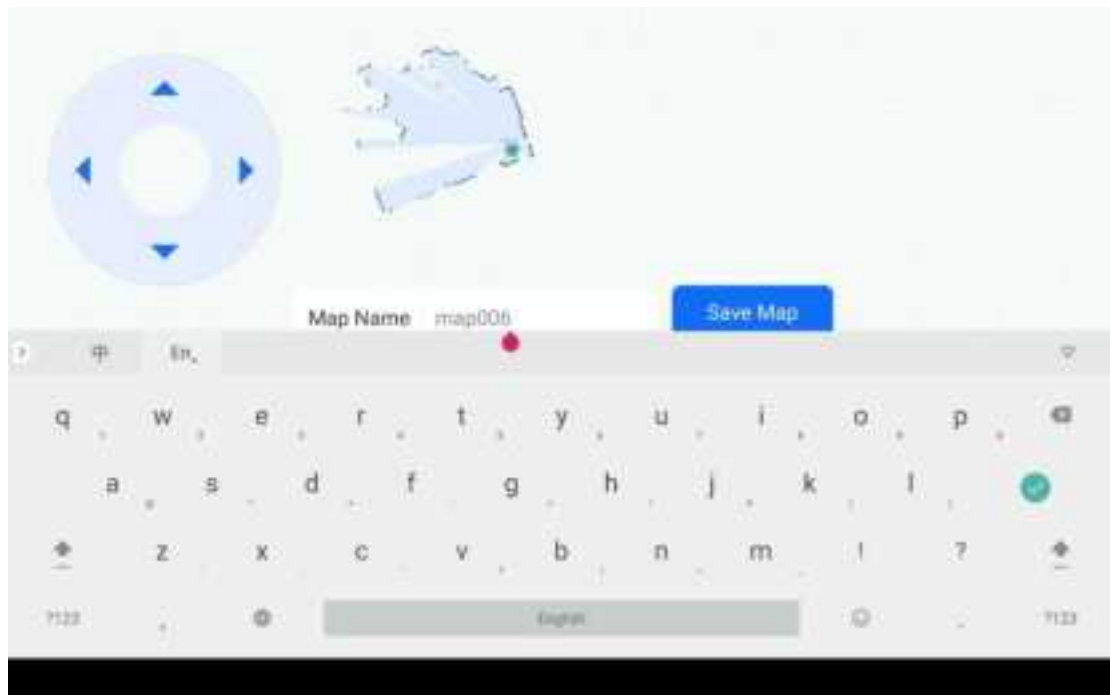 Map Name map006 Save Map
中 En
q w e r t y u i o p
a s d f g h j k l
z x c v b n m ! ?
?123 English ?123